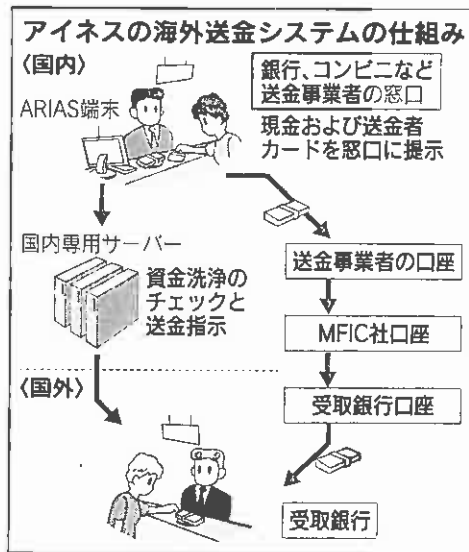 アイネスの海外送金システムの仕組み
〈国内〉
ARIAS端末
銀行、コンビニなど
送金事業者の窓口
現金および送金者
カードを窓口に提示
国内専用サーバー
資金洗浄の
チェックと
送金指示
送金事業者の口座
MFIC社口座
〈国外〉
受取銀行口座
受取銀行